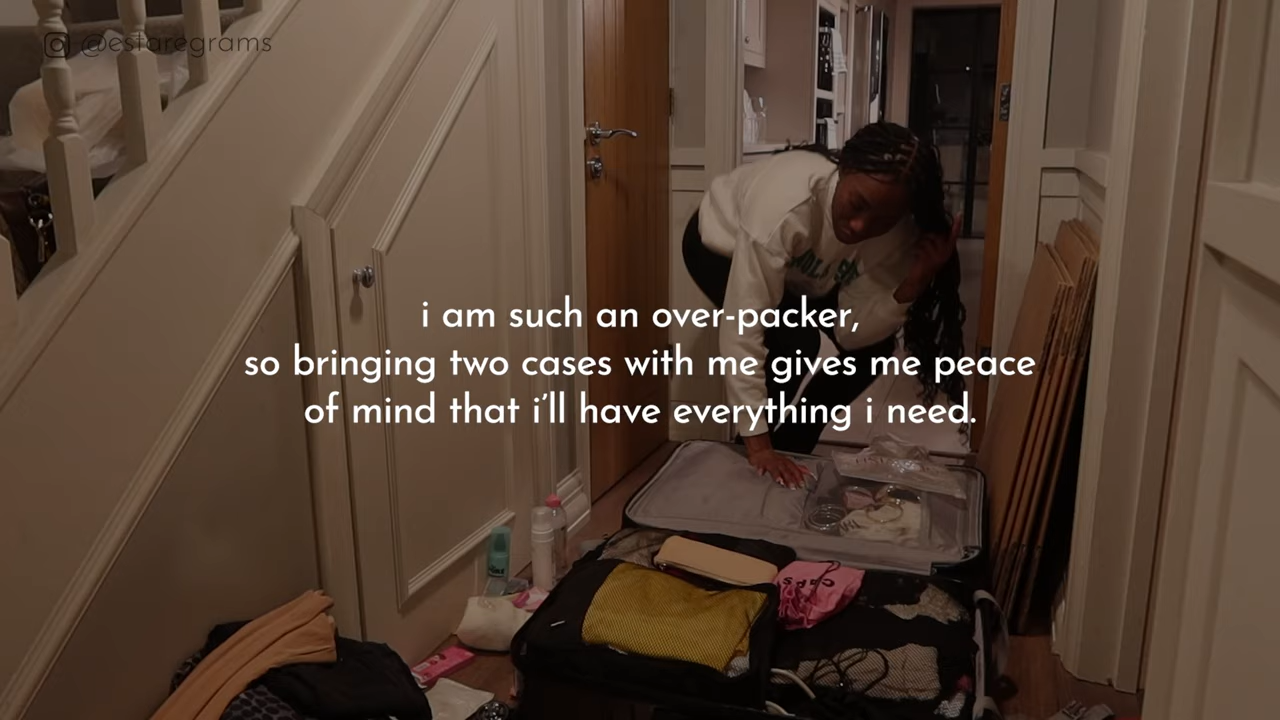 @estaregrams
i am such an over-packer,
so bringing two cases with me gives me peace
of mind that i'll have everything i need.